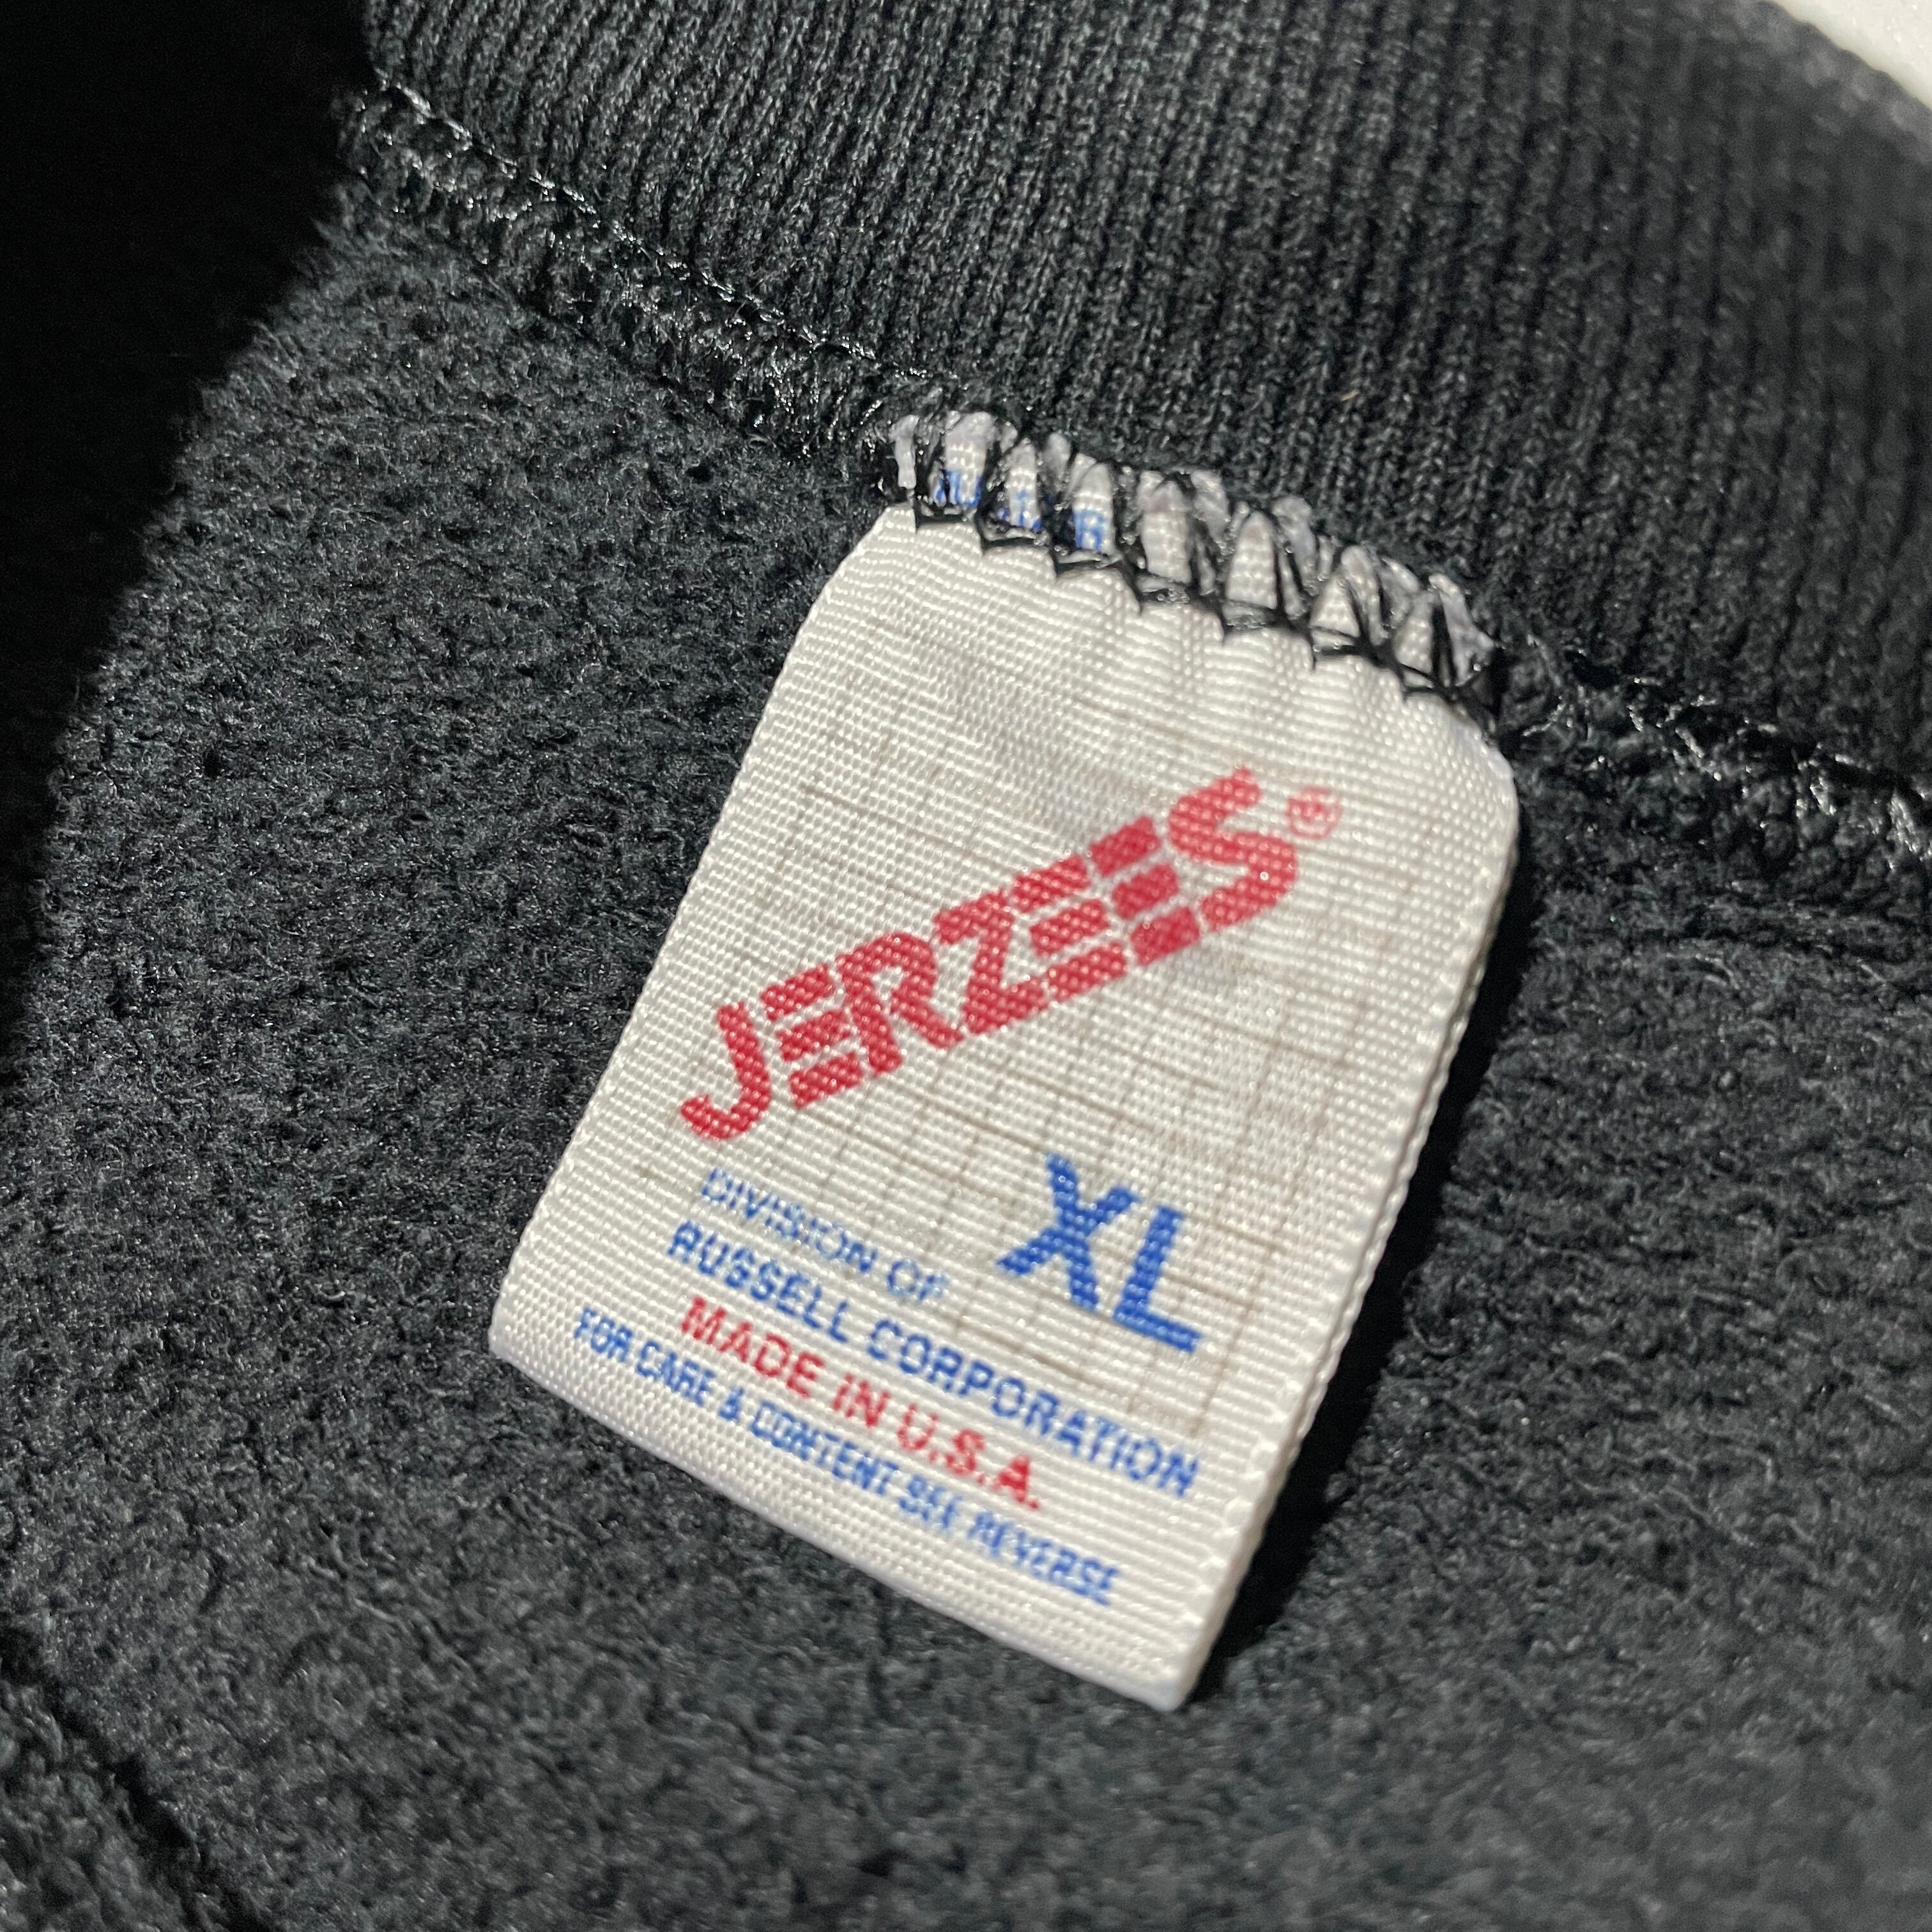 JERZEES®
XL
DIVISION OF
RUSSELL CORPORATION
MADE IN U.S.A.
FOR CARE & CONTENT SEE REVERSE